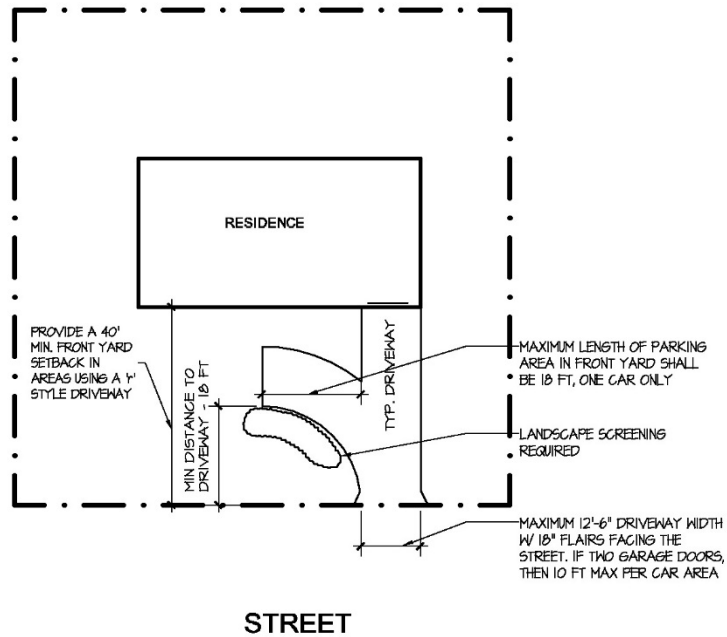 RESIDENCE
PROVIDE A 40'
MIN. FRONT YARD
SETBACK IN
AREAS USING A 'Y'
STYLE DRIVEWAY
MIN DISTANCE TO
DRIVEWAY - 18 FT
TYP. DRIVEWAY
MAXIMUM LENGTH OF PARKING
AREA IN FRONT YARD SHALL
BE 18 FT, ONE CAR ONLY
LANDSCAPE SCREENING
REQUIRED
MAXIMUM 12'-6" DRIVEWAY WIDTH
W/ 18" FLAIRS FACING THE
STREET. IF TWO GARAGE DOORS,
THEN 10 FT MAX PER CAR AREA
STREET